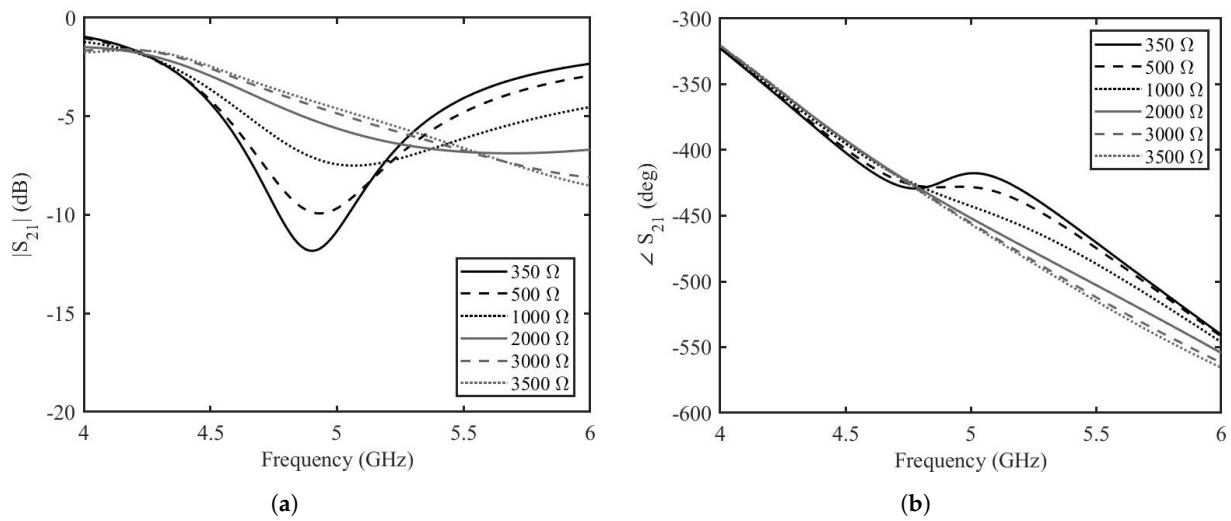 0
-5
-10
-15
-20
|S21| (dB)
350 Ω
500 Ω
1000 Ω
2000 Ω
3000 Ω
3500 Ω
4 4.5 5 5.5 6
Frequency (GHz)
(a)
-300
-350
-400
-450
-500
-550
-600
∠ S21 (deg)
350 Ω
500 Ω
1000 Ω
2000 Ω
3000 Ω
3500 Ω
4 4.5 5 5.5 6
Frequency (GHz)
(b)